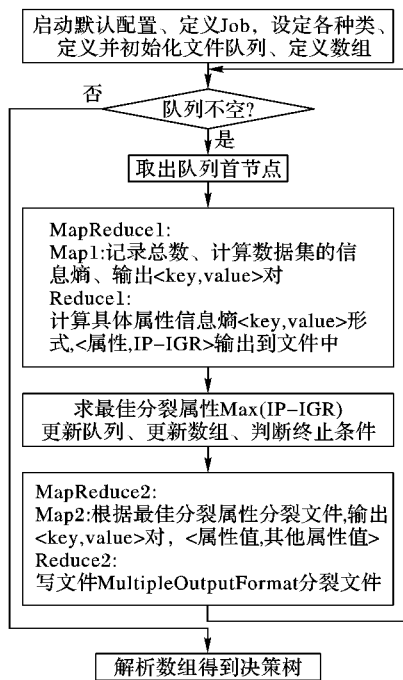 启动默认配置、定义Job，设定各种类、
定义并初始化文件队列、定义数组
否
队列不空?
是
取出队列首节点
MapReduce1:
Map1:记录总数、计算数据集的信
息熵、输出<key,value>对
Reduce1:
计算具体属性信息熵<key,value>形
式,<属性,IP-IGR>输出到文件中
求最佳分裂属性Max(IP-IGR)
更新队列、更新数组、判断终止条件
MapReduce2:
Map2:根据最佳分裂属性分裂文件,输出
<key,value>对，<属性值,其他属性值>
Reduce2:
写文件MultipleOutputFormat分裂文件
解析数组得到决策树